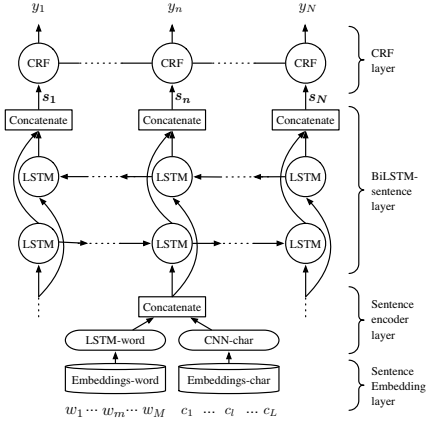 y1 yn yN
CRF ...... CRF ...... CRF
CRF
layer
s1 sn sN
Concatenate Concatenate Concatenate
LSTM ...... LSTM ...... LSTM
BiLSTM-
sentence
layer
LSTM ...... LSTM ...... LSTM
Concatenate
LSTM-word CNN-char
Sentence
encoder
layer
Embeddings-word Embeddings-char
Sentence
Embedding
layer
w1 ... wm ... wM c1 ... cl ... cL